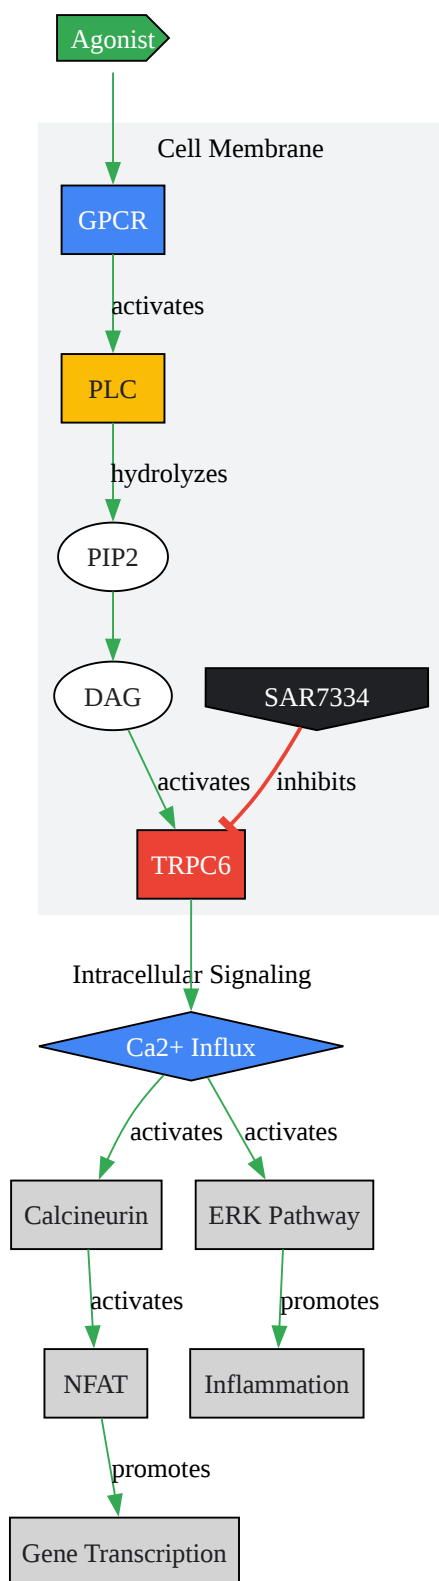 Agonist
Cell Membrane
GPCR
activates
PLC
hydrolyzes
PIP2
DAG
SAR7334
activates
inhibits
TRPC6
Intracellular Signaling
Ca2+ Influx
activates
activates
Calcineurin
ERK Pathway
activates
promotes
NFAT
Inflammation
promotes
Gene Transcription